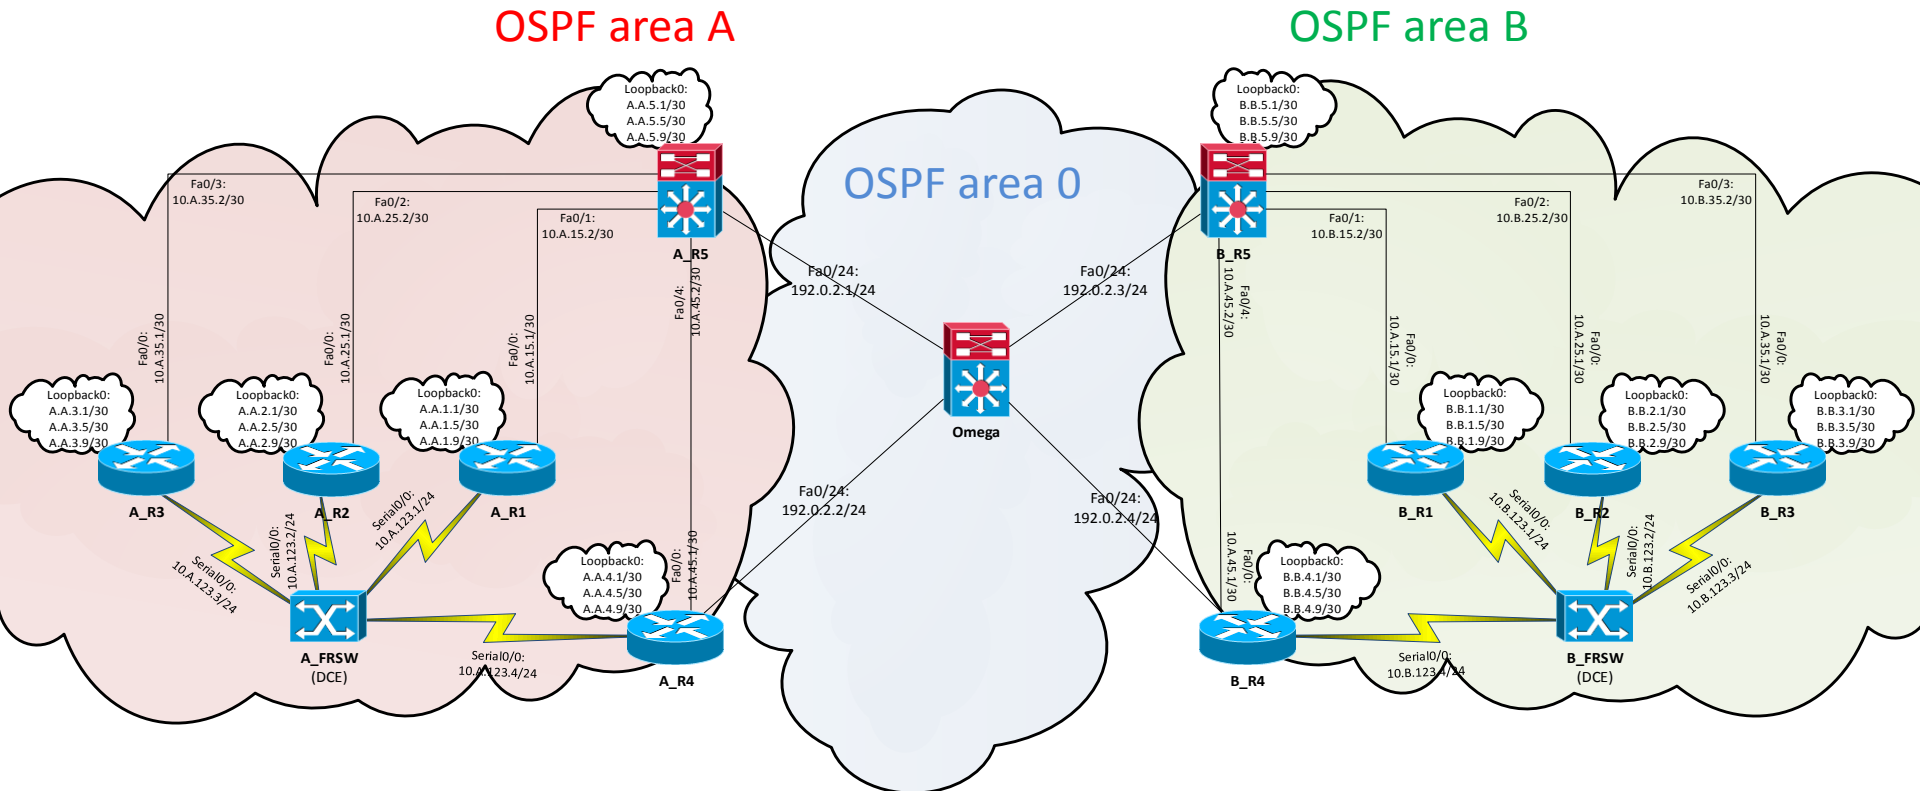 OSPF area A
OSPF area B
OSPF area 0
Loopback0:
A.A.5.1/30
A.A.5.5/30
A.A.5.9/30
A_R5
Fa0/3:
10.A.35.2/30
Fa0/2:
10.A.25.2/30
Fa0/1:
10.A.15.2/30
Fa0/4:
10.A.45.2/30
Fa0/24:
192.0.2.1/24
Fa0/0:
10.A.35.1/30
Fa0/0:
10.A.25.1/30
Fa0/0:
10.A.15.1/30
Loopback0:
A.A.3.1/30
A.A.3.5/30
A.A.3.9/30
A_R3
Loopback0:
A.A.2.1/30
A.A.2.5/30
A.A.2.9/30
A_R2
Loopback0:
A.A.1.1/30
A.A.1.5/30
A.A.1.9/30
A_R1
Serial0/0:
10.A.123.3/24
Serial0/0:
10.A.123.2/24
Serial0/0:
10.A.123.1/24
A_FRSW
(DCE)
Serial0/0:
10.A.123.4/24
Loopback0:
A.A.4.1/30
A.A.4.5/30
A.A.4.9/30
Fa0/0:
10.A.45.1/30
A_R4
Fa0/24:
192.0.2.2/24
Omega
Loopback0:
B.B.5.1/30
B.B.5.5/30
B.B.5.9/30
B_R5
Fa0/24:
192.0.2.3/24
Fa0/4:
10.A.45.2/30
Fa0/1:
10.B.15.2/30
Fa0/2:
10.B.25.2/30
Fa0/3:
10.B.35.2/30
Fa0/0:
10.A.15.1/30
Fa0/0:
10.A.25.1/30
Fa0/0:
10.A.35.1/30
Loopback0:
B.B.1.1/30
B.B.1.5/30
B.B.1.9/30
B_R1
Loopback0:
B.B.2.1/30
B.B.2.5/30
B.B.2.9/30
B_R2
Loopback0:
B.B.3.1/30
B.B.3.5/30
B.B.3.9/30
B_R3
Serial0/0:
10.B.123.1/24
Serial0/0:
10.B.123.2/24
Serial0/0:
10.B.123.3/24
Fa0/24:
192.0.2.4/24
Fa0/0:
10.A.45.1/30
Loopback0:
B.B.4.1/30
B.B.4.5/30
B.B.4.9/30
B_R4
Serial0/0:
10.B.123.4/24
B_FRSW
(DCE)